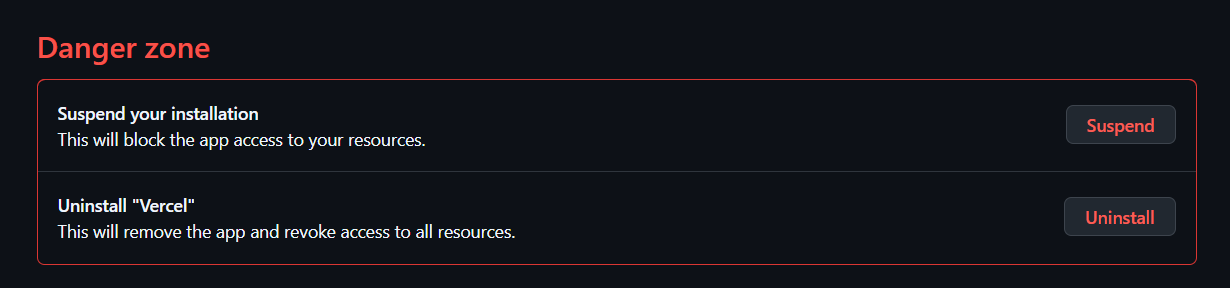 Danger zone
Suspend your installation
This will block the app access to your resources.
Suspend
Uninstall "Vercel"
This will remove the app and revoke access to all resources.
Uninstall